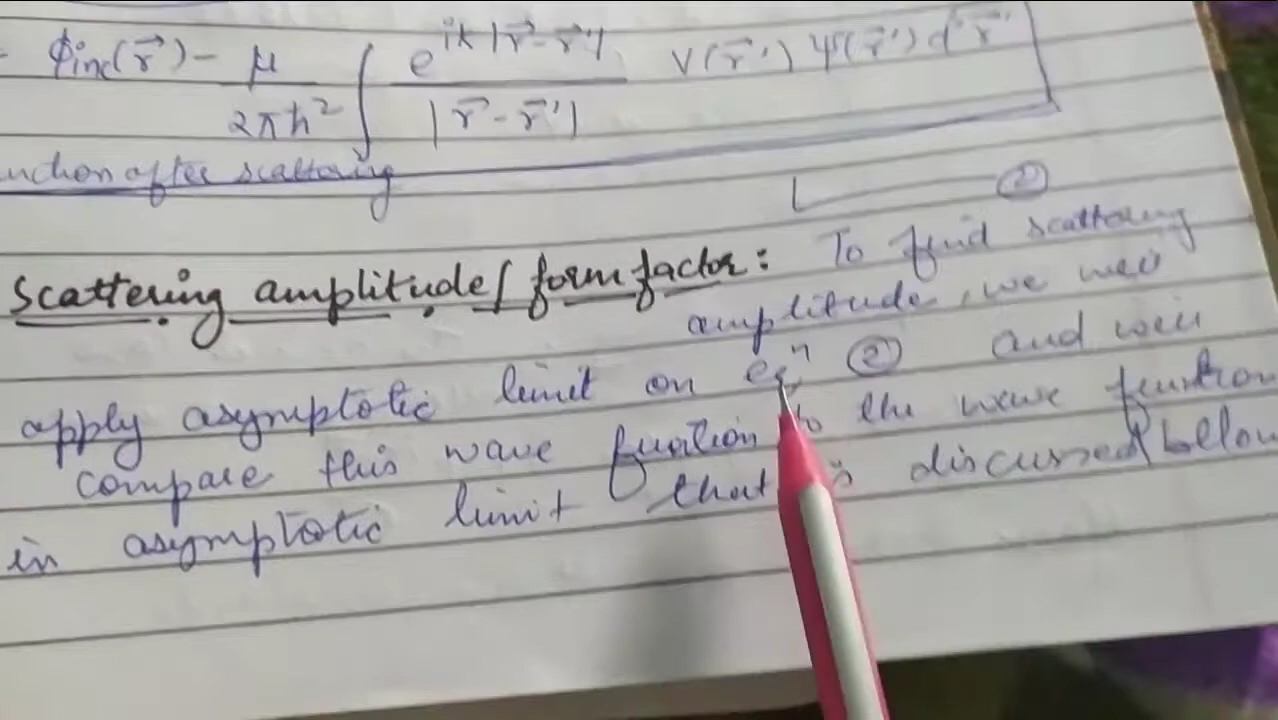 Φinc(r⃗) − μ/2πħ² ∫ e^{ik|r⃗−r⃗'|}/|r⃗−r⃗'| V(r⃗') Ψ(r⃗') d³r⃗'
after scattering
②
Scattering amplitude/form factor: To find scattering
amplitude, we will
apply asymptotic limit on eqⁿ ② and will
compare this wave function to the wave function
in asymptotic limit that is discussed below